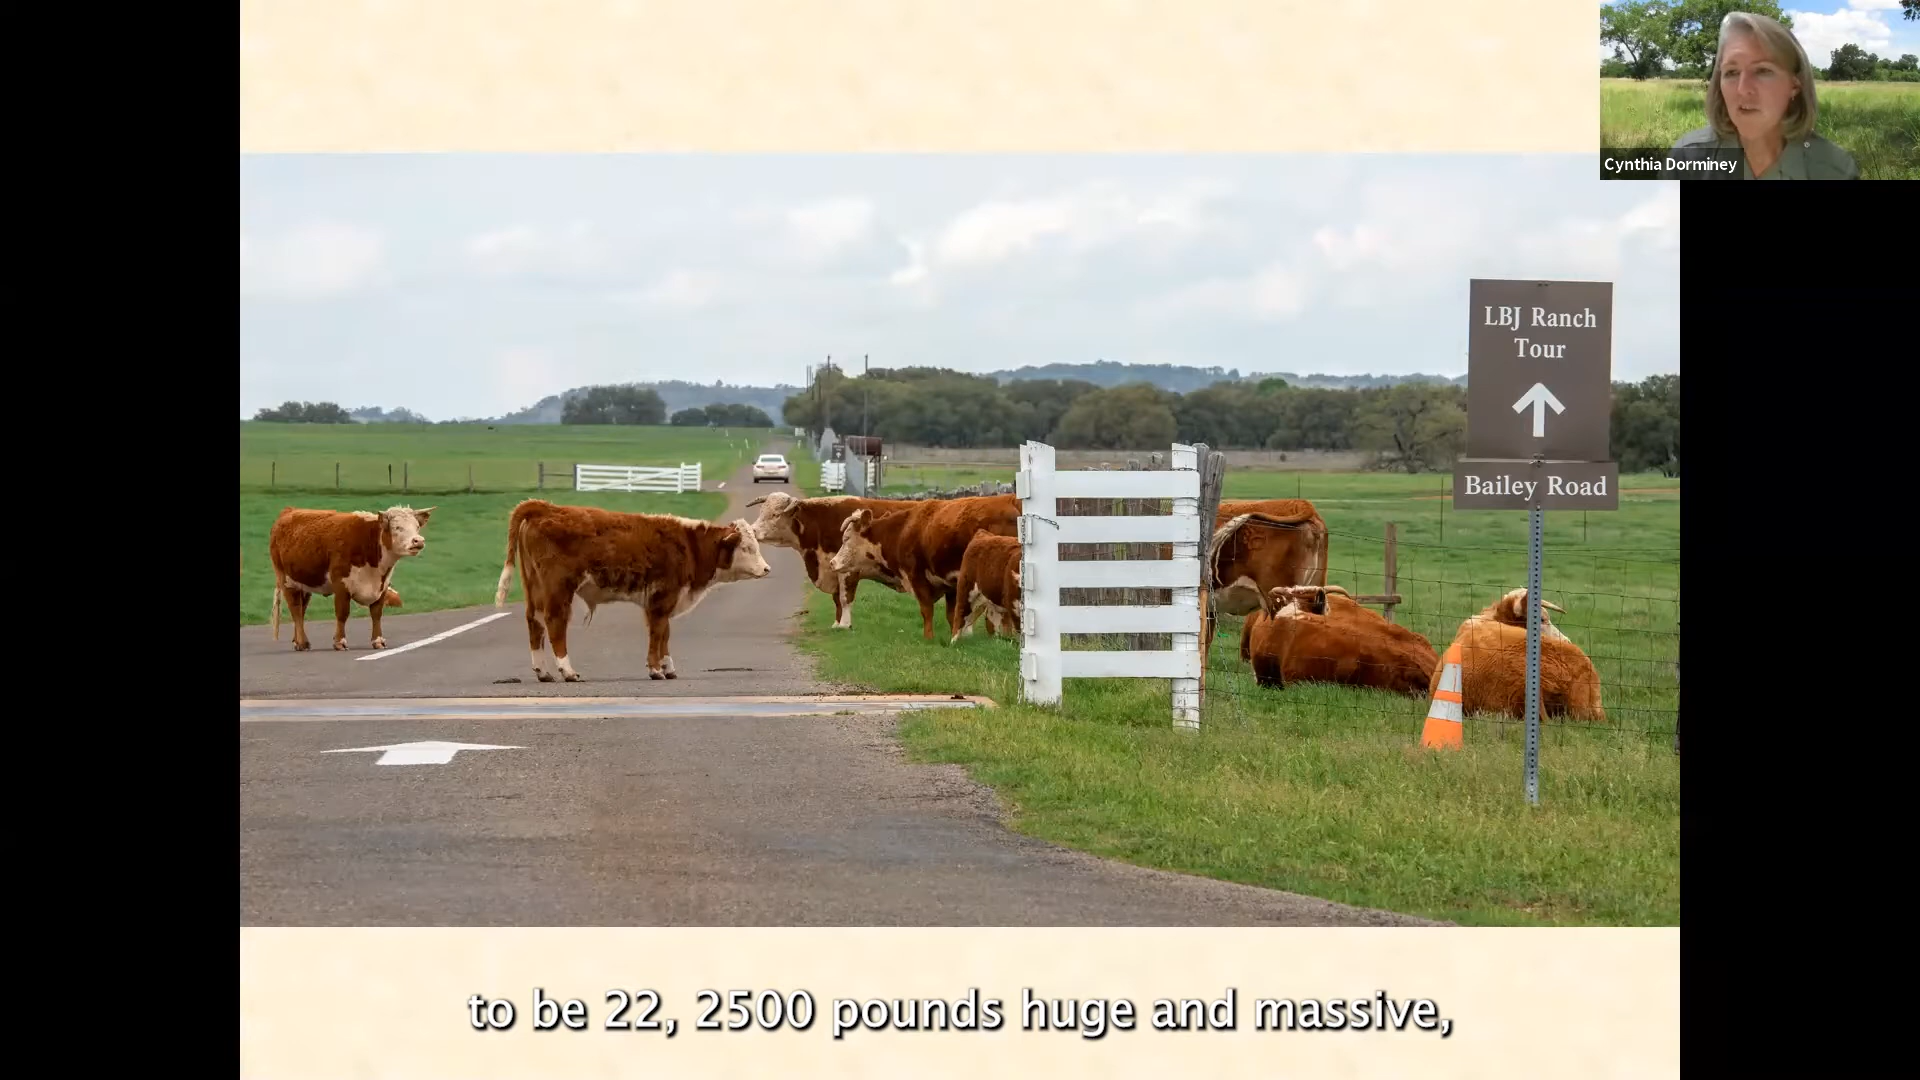 Cynthia Dorminey
LBJ Ranch
Tour
Bailey Road
to be 22, 2500 pounds huge and massive,